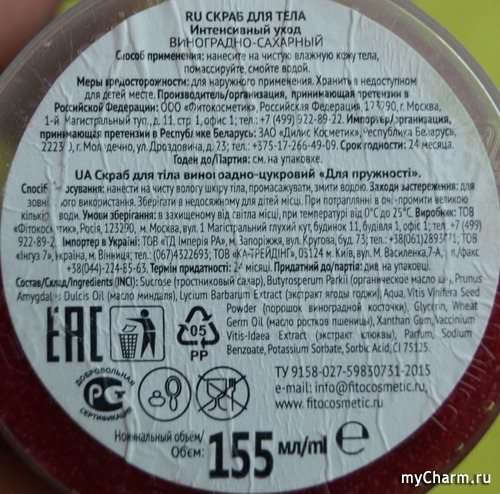 RU СКРАБ ДЛЯ ТЕЛА
Интенсивный уход
ВИНОГРАДНО-САХАРНЫЙ
Способ применения: нанесите на чистую влажную кожу тела,
помассируйте, смойте водой.
Меры предосторожности: для наружного применения. Хранить в недоступном
для детей месте. Производитель/организация, принимающая претензии в
Российской Федерации: ООО «Фитокосметик», Российская Федерация, 123290, г. Москва,
1-й Магистральный туп., д.11, стр.1, офис 1; тел.: +7 (499) 922-89-22. Импортер/организация,
принимающая претензии в Республике Беларусь: ЗАО «Дилис Косметик», Республика Беларусь,
г. Молодечно, ул. Дроздовича, д. 23; тел.: +375-17-266-49-09. Срок годности: 24 месяца.
Годен до/Партия: см. на упаковке.
UA Скраб для тіла виноградно-цукровий «Для пружності».
Спосіб застосування: нанести на чисту вологу шкіру тіла, промасажувати, змити водою. Заходи застереження: для
зовнішнього використання. Зберігати в недоступному для дітей місці. При потраплянні в очі -промити великою
кількістю води. Умови зберігання: в захищеному від світла місці, при температурі від 0°С до 25°С. Виробник: ТОВ
«Фітокосметік», Росія, 123290, м. Москва, вул. 1 Магістральний глухий кут, будинок 11, будівля 1, офіс 1; тел.: +7 (499)
922-89-2 Імпортер в Україні: ТОВ «ТД Імперія РА», м. Запоріжжя, вул. Кругова, буд. 73; тел.: ТОВ
«Інгуз 7», Україна, м. Вінниця; тел.:(067)4322693; ТОВ «КА-ТРЕЙДІНГ», м. Київ, вул. М. Василенка, п/офіс
+38(044)-224-85-63. Термін придатності: 24 місяці. Придатний до/партія: див. на упаковці.
Состав/Склад/Ingredients (INCI): Sucrose (тростниковый сахар), Butyrosperum Parkii (органическое масло ши), Prunus
Amygdalus Dulcis Oil (масло миндаля), Lycium Barbarum Extract (экстракт ягоды годжи), Aqua, Vitis Vinifera Seed
Powder (порошок виноградной косточки), Glycerin, Wheat
Germ Oil (масло ростков пшеницы), Xanthan Gum, Vaccinium
Vitis-Idaea Extract (экстракт клюквы), Parfum, Sodium
Benzoate, Potassium Sorbate, Sorbic Acid, CI 75125.
ЕАС
05
PP
ДОБРОВОЛЬНАЯ
СЕРТИФИКАЦИЯ
ТУ 9158-027-59830731-2015
e-mail: info@fitocosmetic.ru
www.fitocosmetic.ru
Номинальный объем/
Об'єм: 155 мл/ml e
myCharm.ru